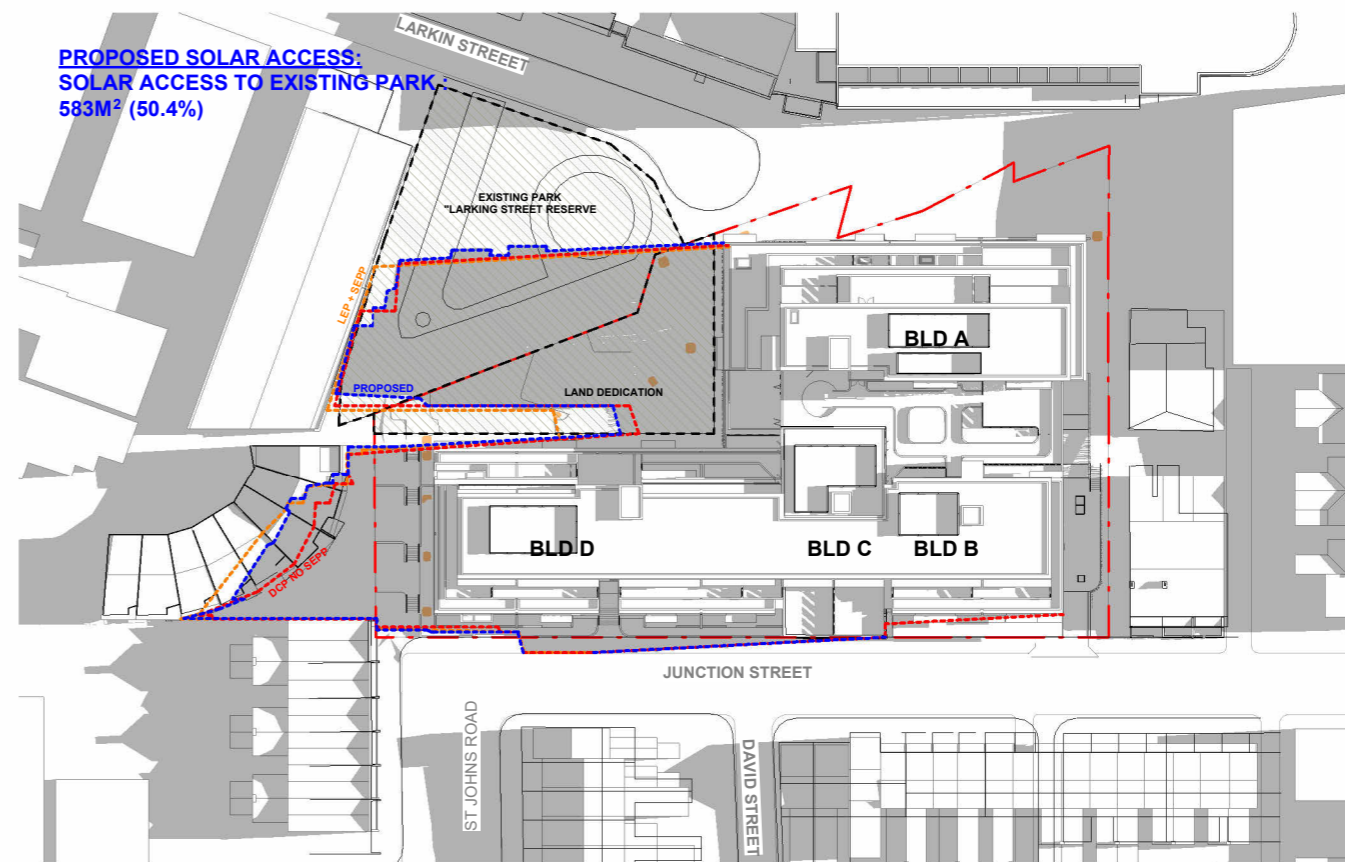 LARKIN STREEET
PROPOSED SOLAR ACCESS:
SOLAR ACCESS TO EXISTING PARK :
583M² (50.4%)
EXISTING PARK
"LARKING STREET RESERVE
LEP + SEPP
BLD A
PROPOSED
LAND DEDICATION
BLD D
BLD C
BLD B
DCP NO SEPP
JUNCTION STREET
ST JOHNS ROAD
DAVID STREET